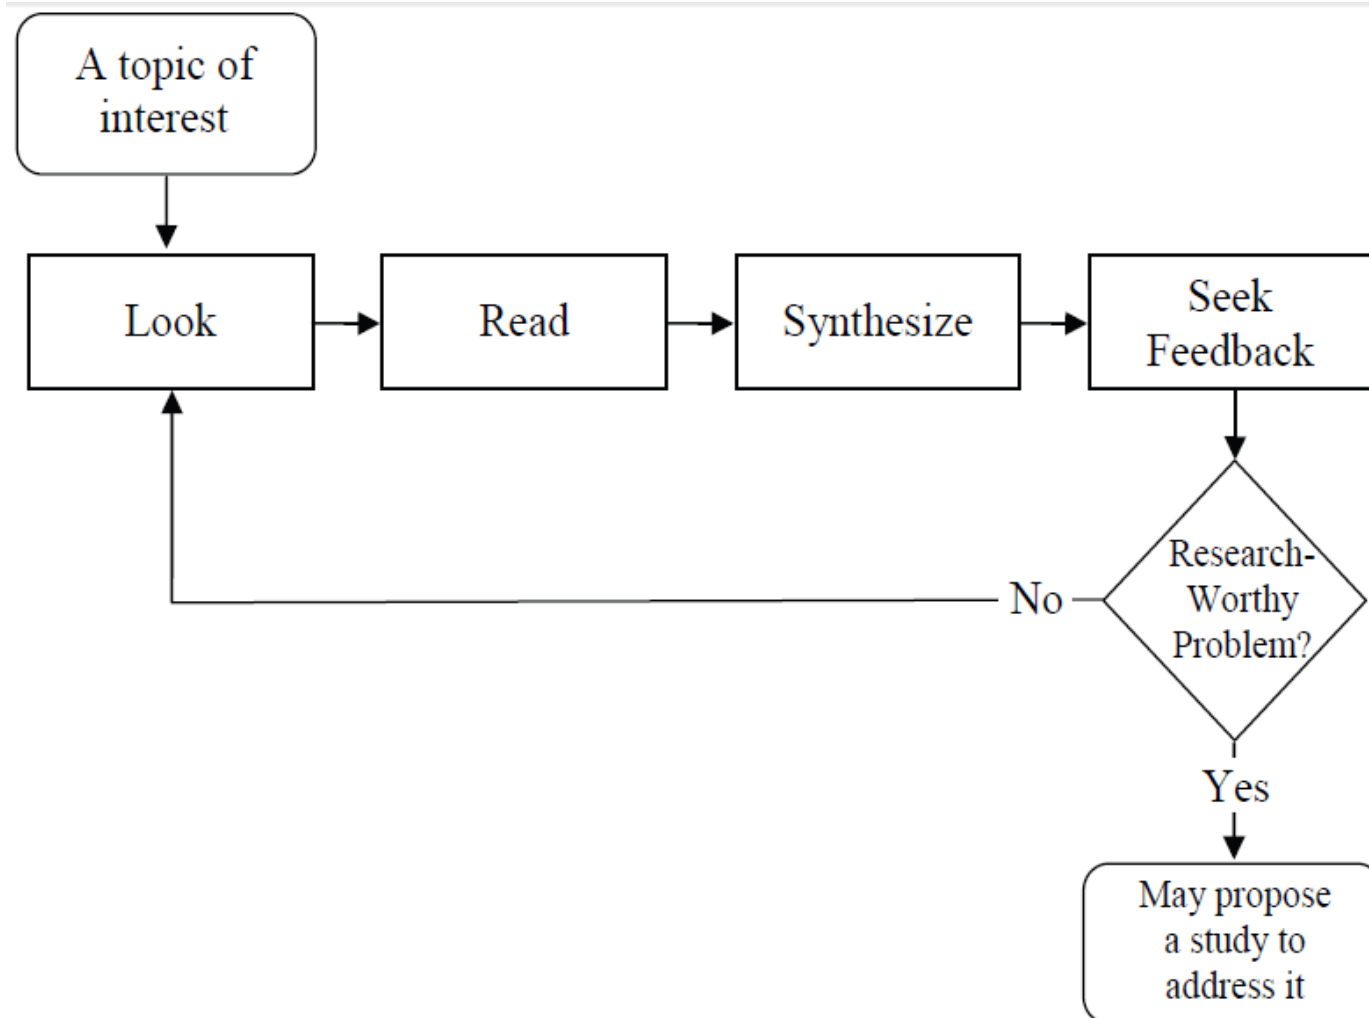 A topic of
interest
Look
Read
Synthesize
Seek
Feedback
Research-
Worthy
Problem?
No
Yes
May propose
a study to
address it